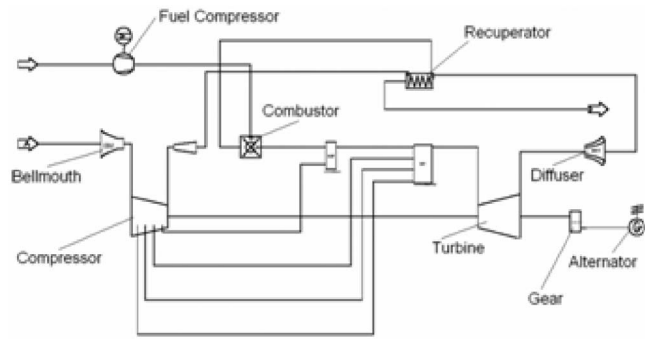 Fuel Compressor
Recuperator
Combustor
Bellmouth
Diffuser
Compressor
Turbine
Alternator
Gear